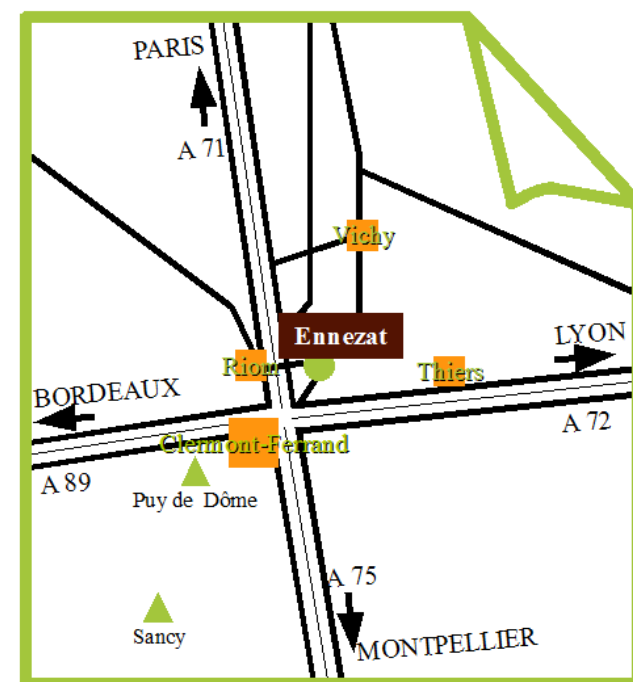 PARIS
A 71
Vichy
Ennezat
LYON
Riom
Thiers
BORDEAUX
A 72
Clermont-Ferrand
A 89
Puy de Dôme
A 75
Sancy
MONTPELLIER